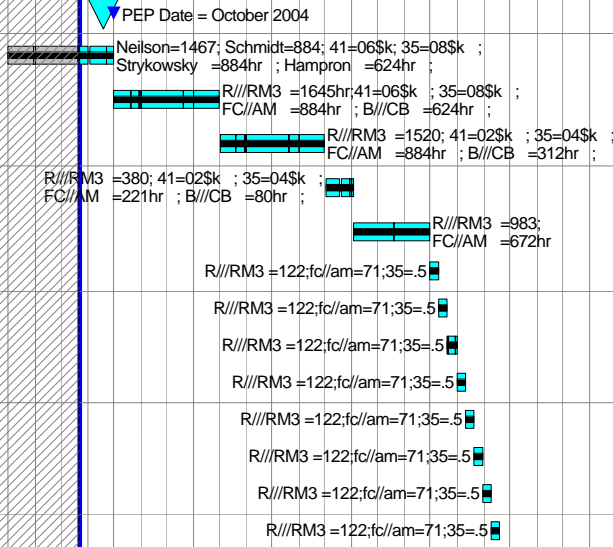 PEP Date = October 2004
Neilson=1467; Schmidt=884; 41=06$k ; 35=08$k ;
Strykowsky =884hr ; Hampron =624hr ;
R///RM3 =1645hr;41=06$k ; 35=08$k ;
FC//AM =884hr ; B///CB =624hr ;
R///RM3 =1520; 41=02$k ; 35=04$k ;
FC//AM =884hr ; B///CB =312hr ;
R///RM3 =380; 41=02$k ; 35=04$k ;
FC//AM =221hr ; B///CB =80hr ;
R///RM3 =983;
FC//AM =672hr
R///RM3 =122;fc//am=71;35=.5
R///RM3 =122;fc//am=71;35=.5
R///RM3 =122;fc//am=71;35=.5
R///RM3 =122;fc//am=71;35=.5
R///RM3 =122;fc//am=71;35=.5
R///RM3 =122;fc//am=71;35=.5
R///RM3 =122;fc//am=71;35=.5
R///RM3 =122;fc//am=71;35=.5